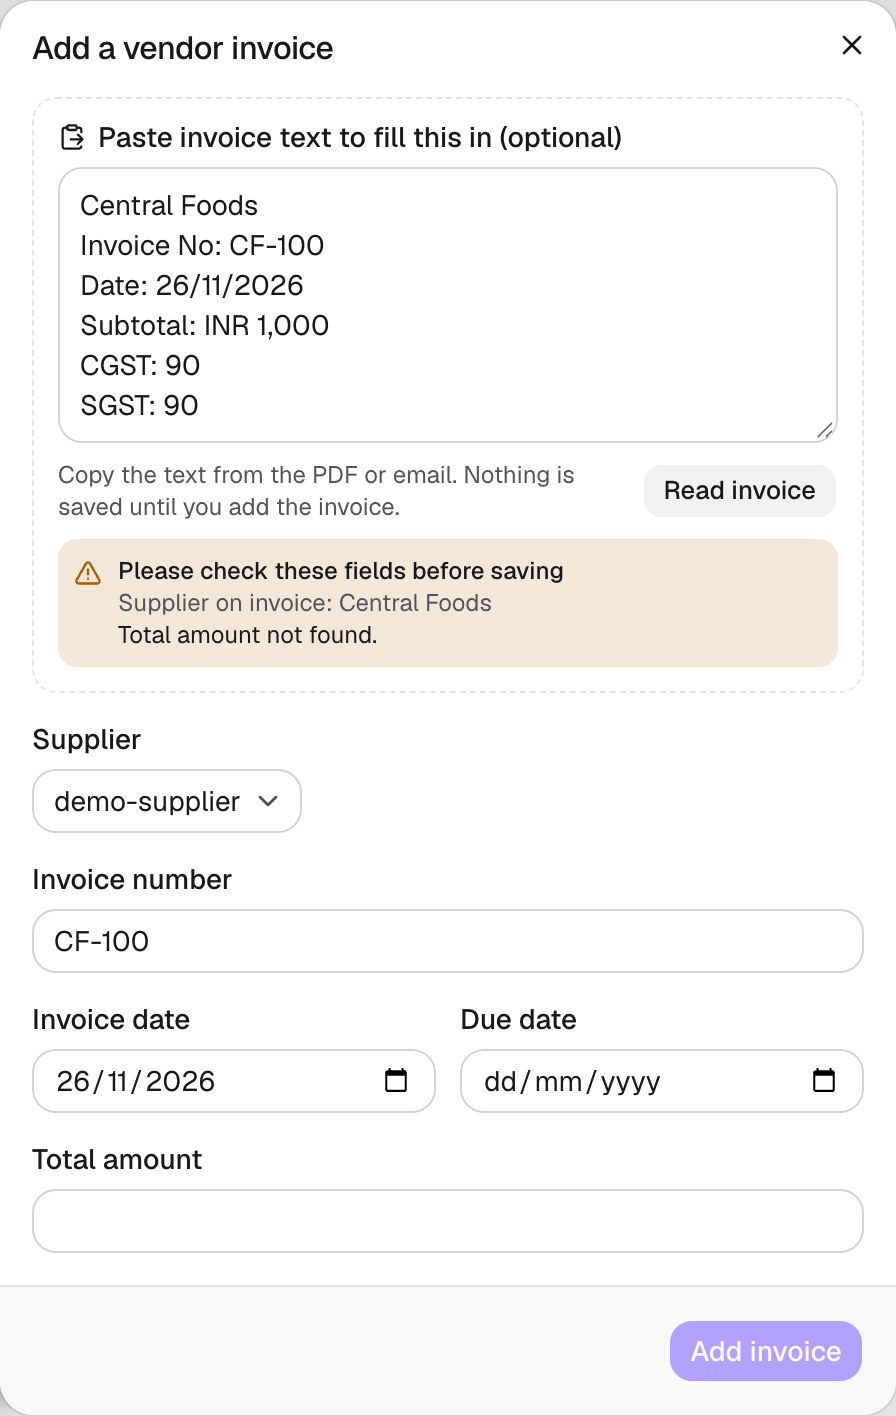 Add a vendor invoice
Paste invoice text to fill this in (optional)
Central Foods
Invoice No: CF-100
Date: 26/11/2026
Subtotal: INR 1,000
CGST: 90
SGST: 90
Copy the text from the PDF or email. Nothing is
saved until you add the invoice.
Read invoice
Please check these fields before saving
Supplier on invoice: Central Foods
Total amount not found.
Supplier
demo-supplier
Invoice number
CF-100
Invoice date
Due date
26/11/2026
dd/mm/yyyy
Total amount
Add invoice